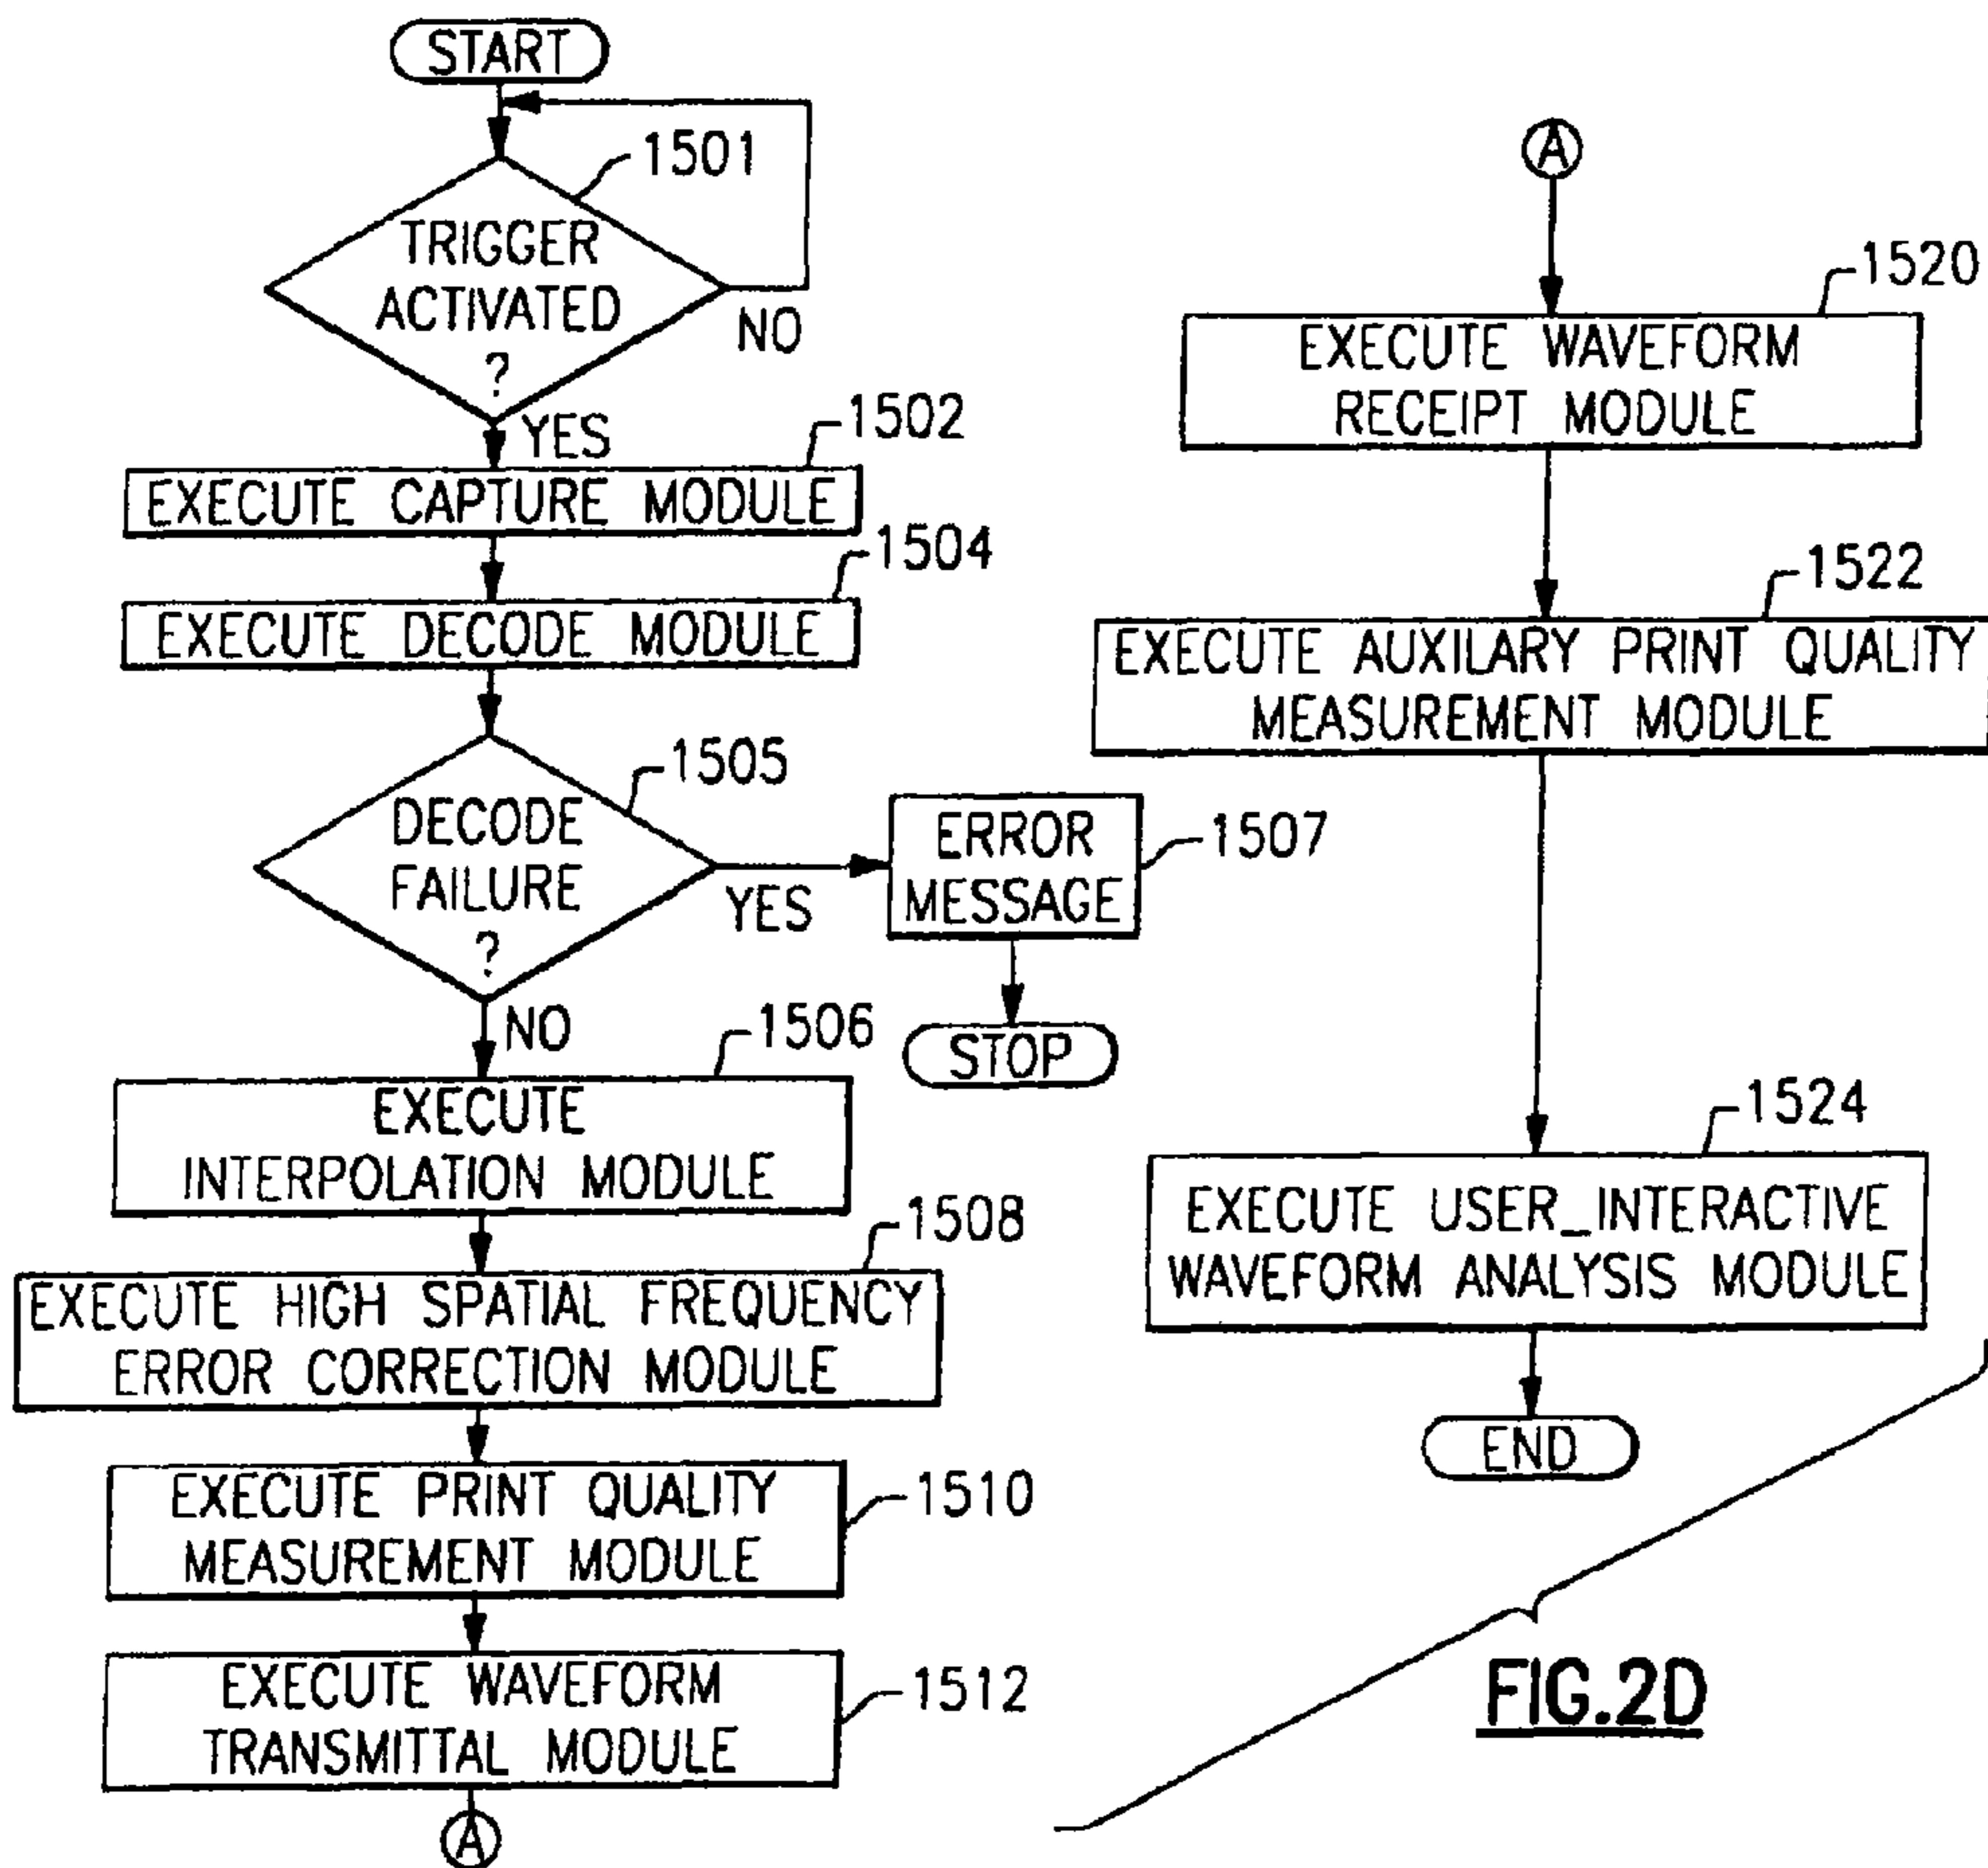 START
1501
TRIGGER
ACTIVATED
?
NO
YES
1502
EXECUTE CAPTURE MODULE
1504
EXECUTE DECODE MODULE
1505
DECODE
FAILURE
?
YES
ERROR
MESSAGE
1507
STOP
NO
1506
EXECUTE
INTERPOLATION MODULE
1508
EXECUTE HIGH SPATIAL FREQUENCY
ERROR CORRECTION MODULE
EXECUTE PRINT QUALITY
MEASUREMENT MODULE
1510
EXECUTE WAVEFORM
TRANSMITTAL MODULE
1512
A
A
1520
EXECUTE WAVEFORM
RECEIPT MODULE
1522
EXECUTE AUXILARY PRINT QUALITY
MEASUREMENT MODULE
1524
EXECUTE USER_INTERACTIVE
WAVEFORM ANALYSIS MODULE
END
FIG.2D